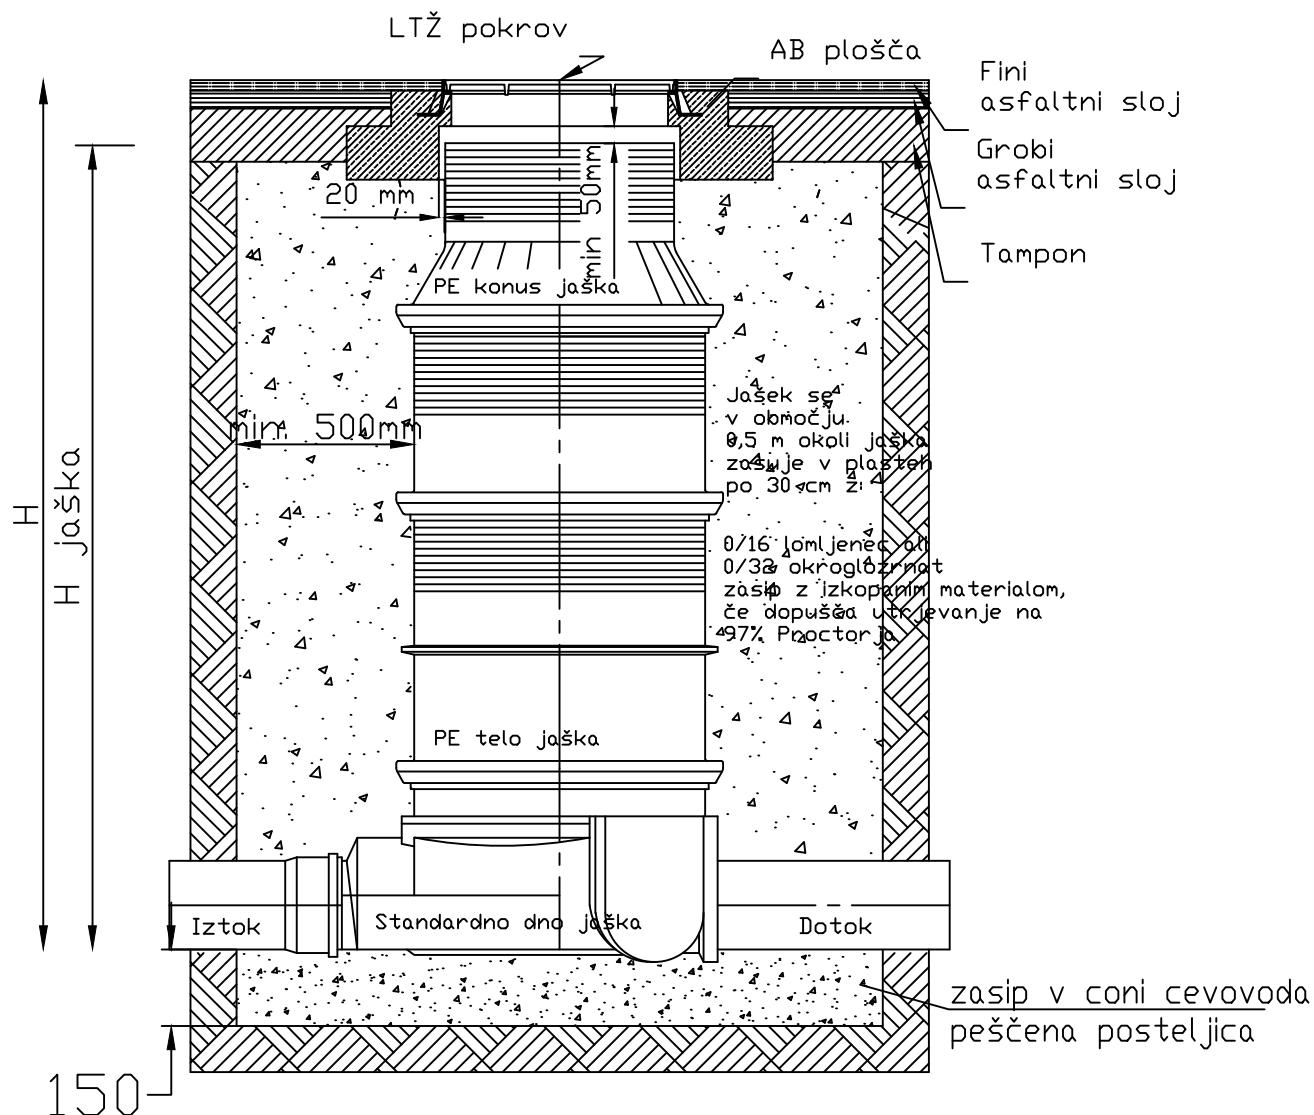 LTŽ pokrov
AB plošča
Fini
asfaltni sloj
Grobi
asfaltni sloj
Tampon
20 mm
min 50mm
PE konus jaška
Jašek se
v območju
0,5 m okoli jaška
zasuje v plasteh
po 30 cm z:
min. 500mm
H
H jaška
0/16 lomljenec ali
0/32 okroglozrnat
zasip z izkopanim materialom,
če dopušča utrjevanje na
97% Proctorja
PE telo jaška
Iztok
Standardno dno jaška
Dotok
zasip v coni cevovoda
peščena posteljica
150